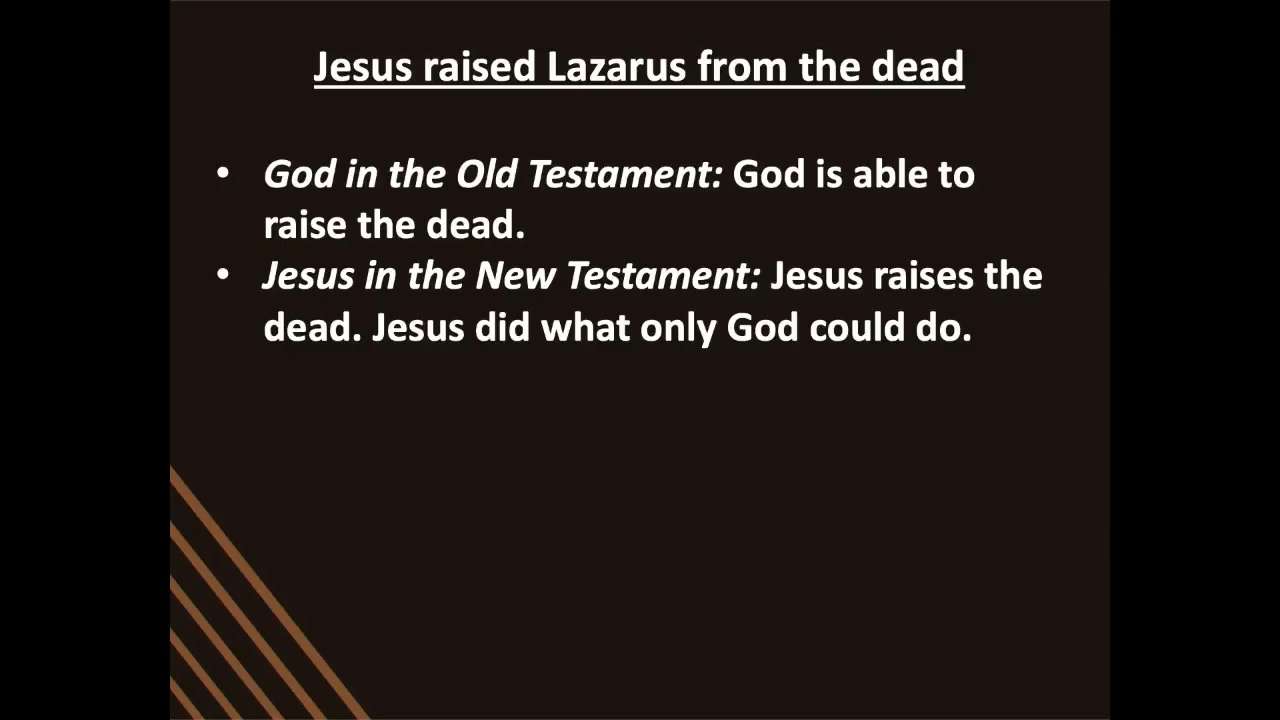 Jesus raised Lazarus from the dead
• God in the Old Testament: God is able to
raise the dead.
• Jesus in the New Testament: Jesus raises the
dead. Jesus did what only God could do.